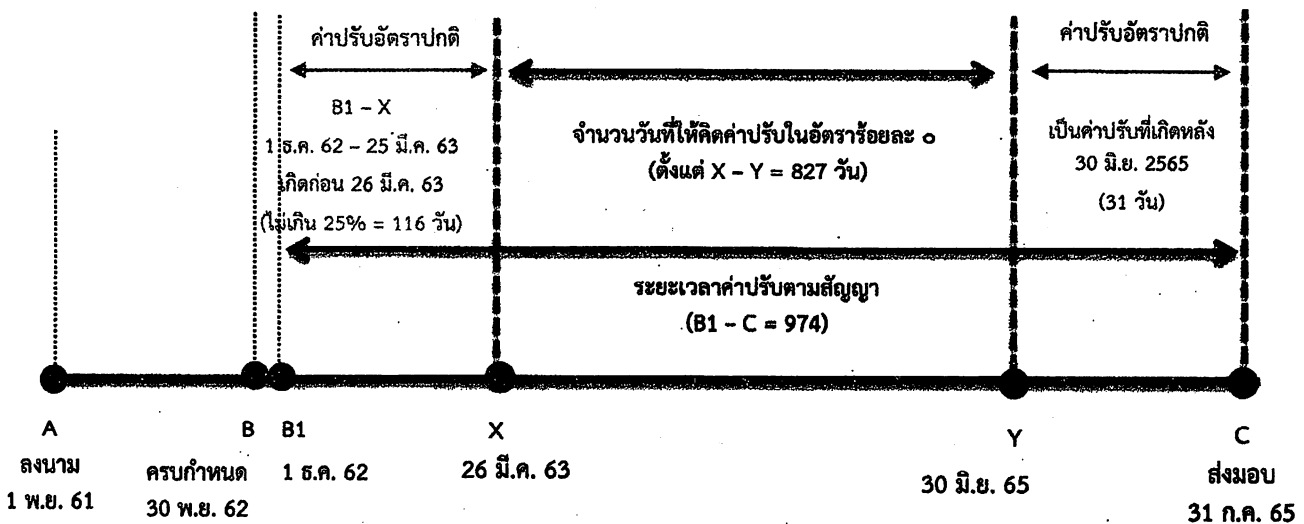 ค่าปรับอัตราปกติ
B1 – X
1 ธ.ค. 62 – 25 มี.ค. 63
เกิดก่อน 26 มี.ค. 63
(ไม่เกิน 25% = 116 วัน)
จำนวนวันที่ให้คิดค่าปรับในอัตราร้อยละ ๐
(ตั้งแต่ X – Y = 827 วัน)
ค่าปรับอัตราปกติ
เป็นค่าปรับที่เกิดหลัง
30 มิ.ย. 2565
(31 วัน)
ระยะเวลาค่าปรับตามสัญญา
(B1 – C = 974)
A
ลงนาม
1 พ.ย. 61
B
ครบกำหนด
30 พ.ย. 62
B1
1 ธ.ค. 62
X
26 มี.ค. 63
Y
30 มิ.ย. 65
C
ส่งมอบ
31 ก.ค. 65